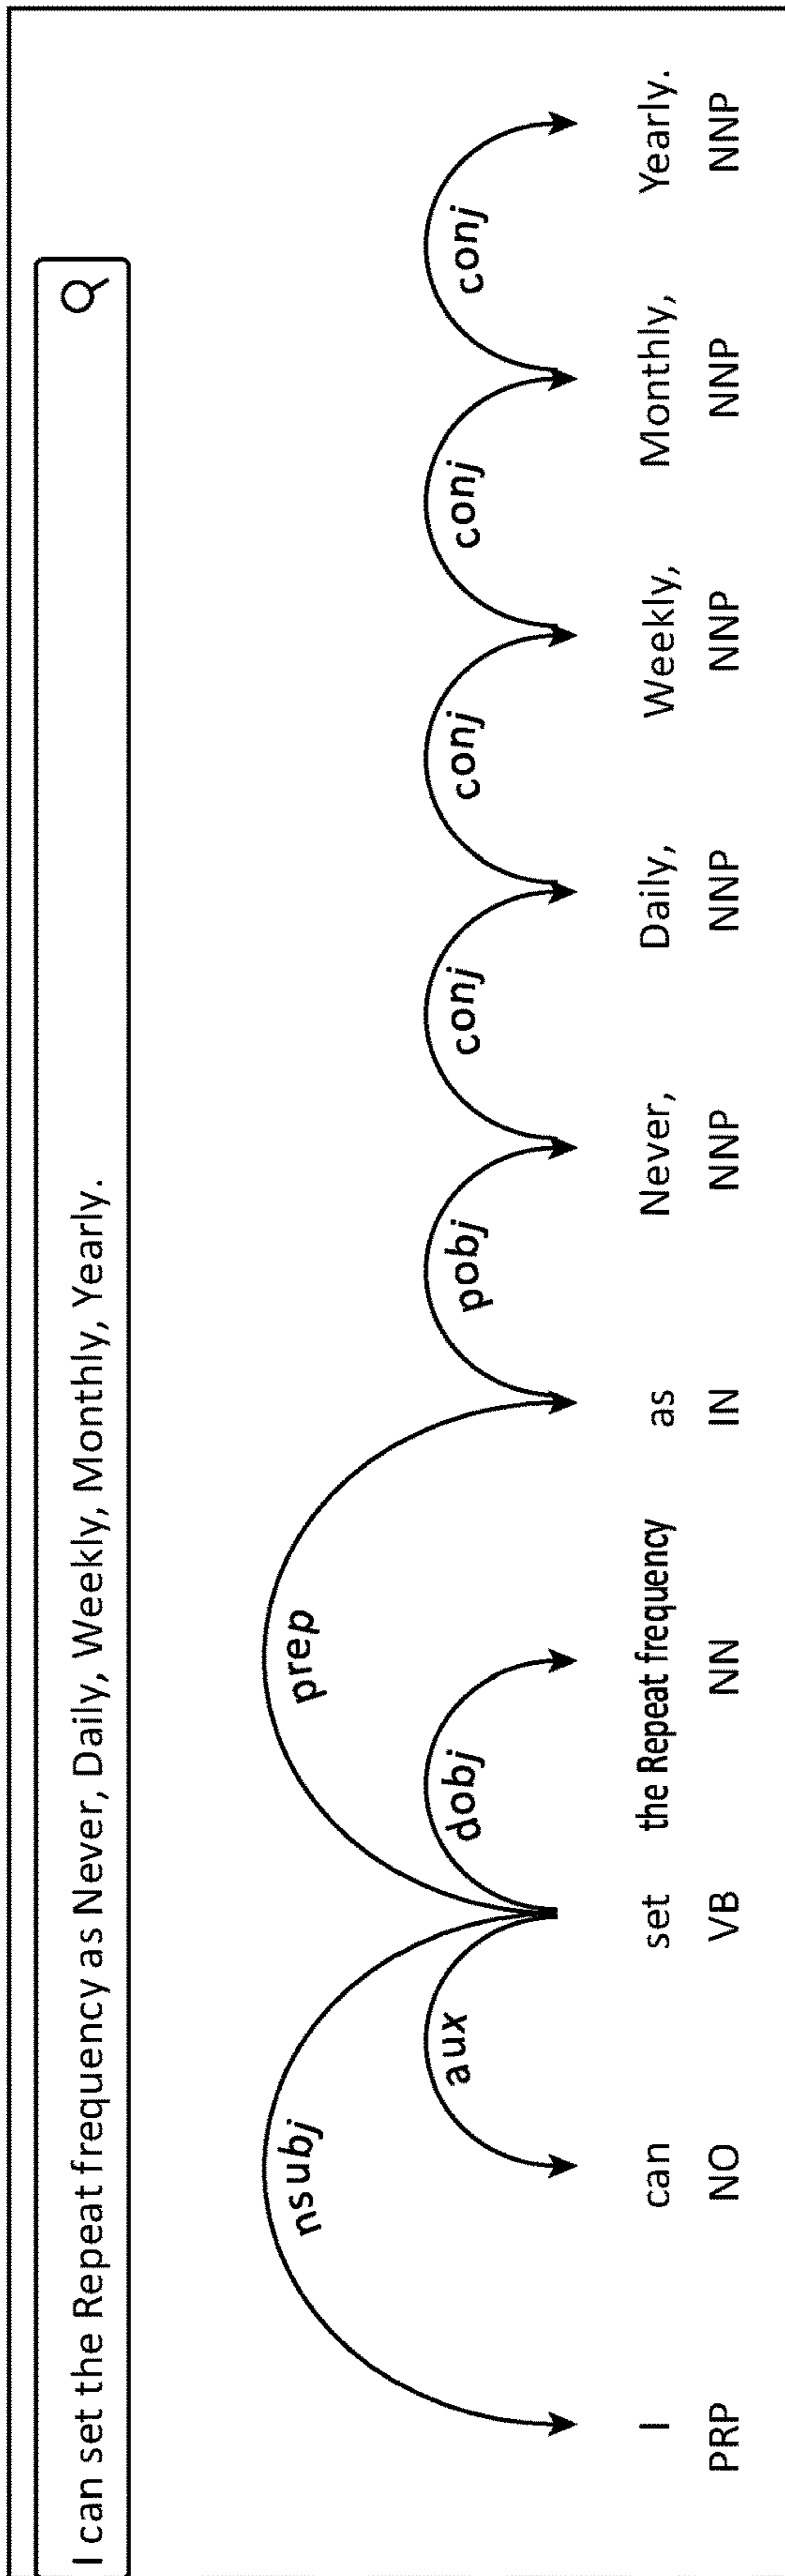 I can set the Repeat frequency as Never, Daily, Weekly, Monthly, Yearly.
nsubj prep
aux dobj pobj conj conj conj conj
I can set the Repeat frequency as Never, Daily, Weekly, Monthly, Yearly.
PRP NO VB NN IN NNP NNP NNP NNP NNP